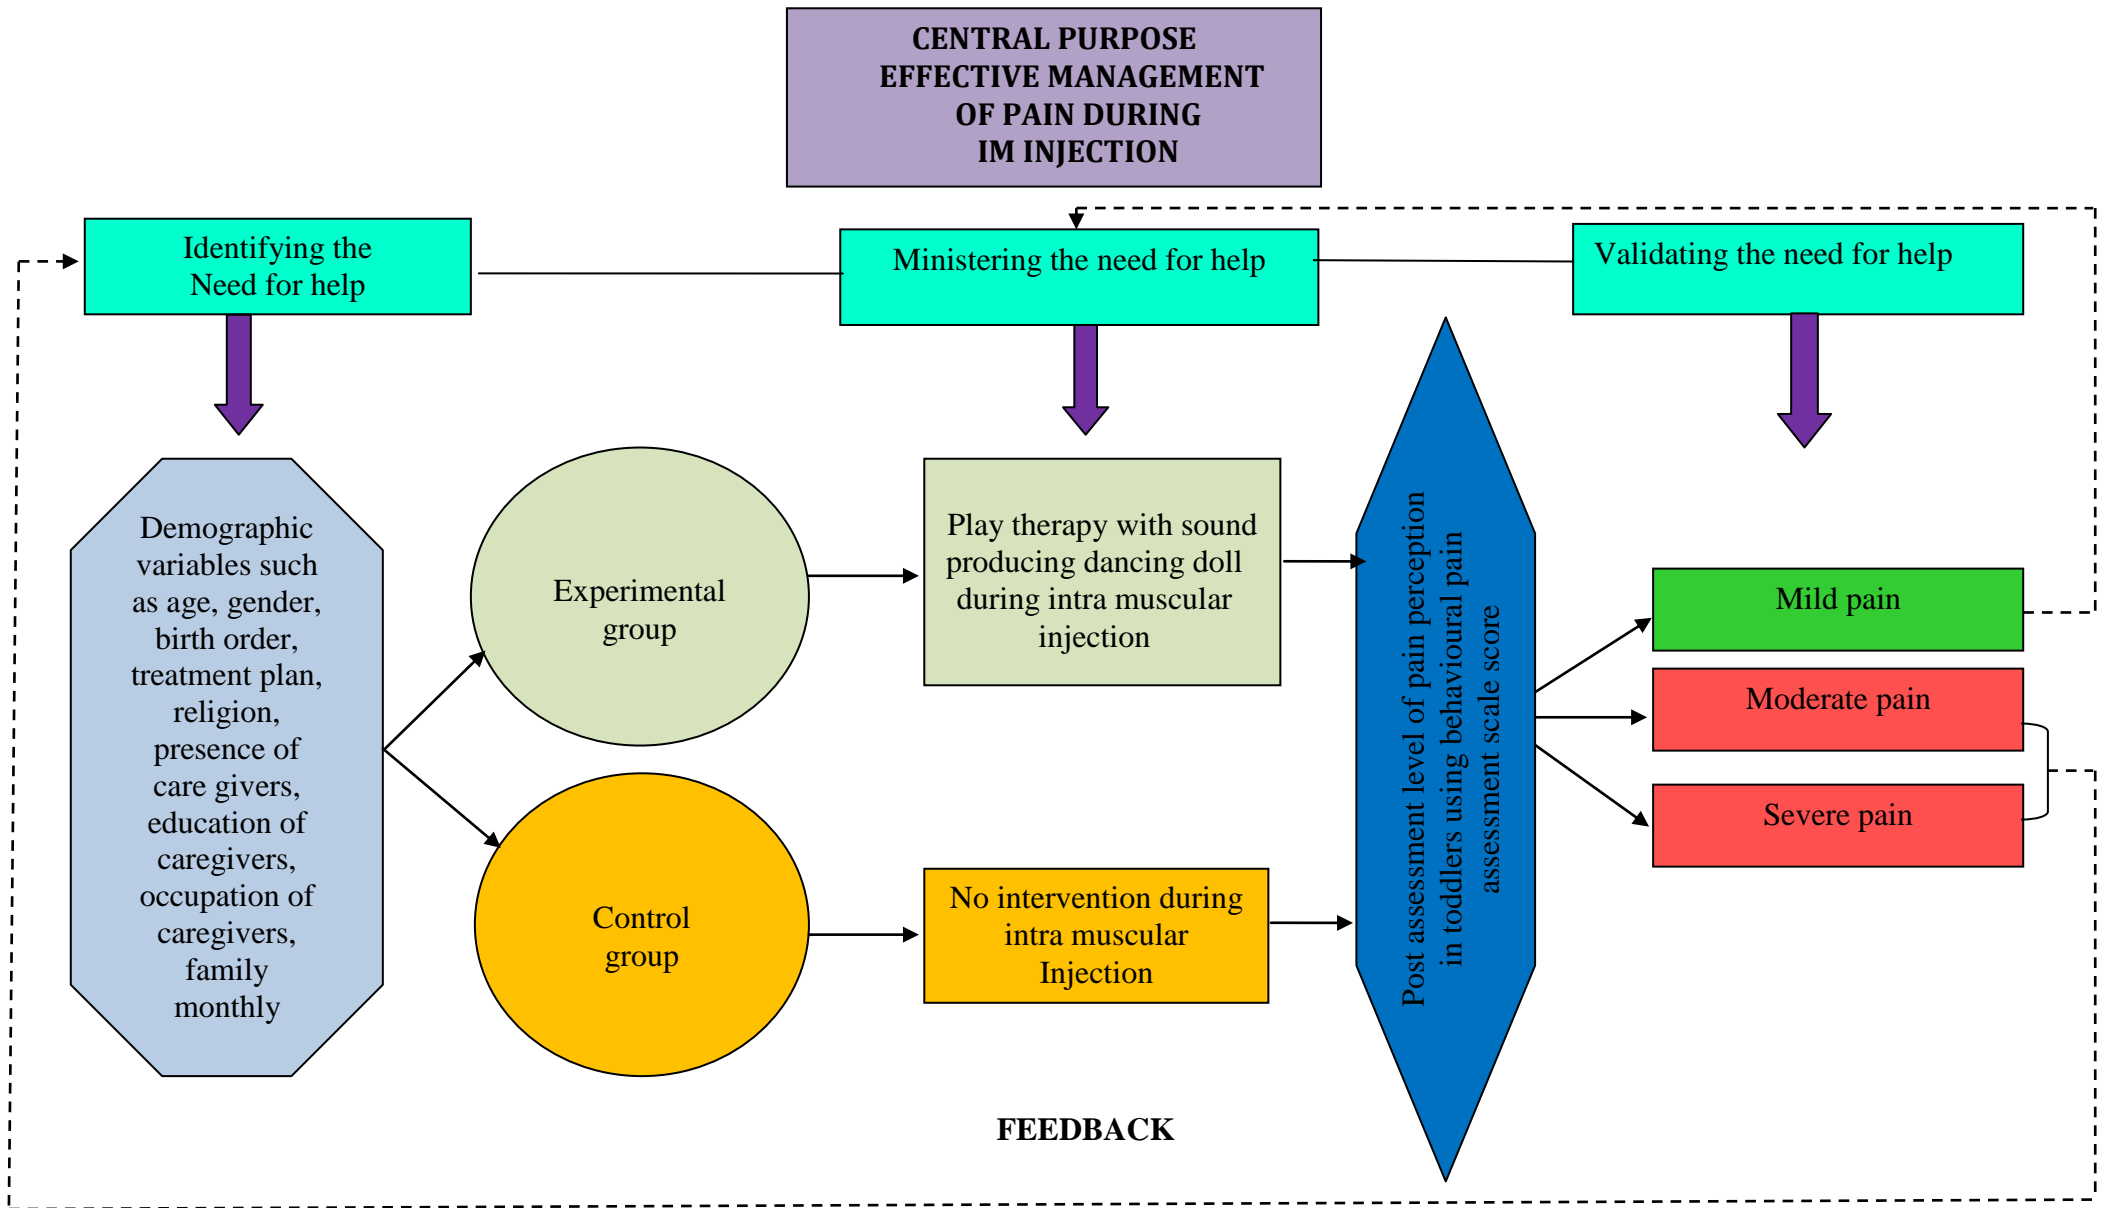 CENTRAL PURPOSE
EFFECTIVE MANAGEMENT
OF PAIN DURING
IM INJECTION
Identifying the
Need for help
Ministering the need for help
Validating the need for help
Demographic
variables such
as age, gender,
birth order,
treatment plan,
religion,
presence of
care givers,
education of
caregivers,
occupation of
caregivers,
family
monthly
Experimental
group
Control
group
Play therapy with sound
producing dancing doll
during intra muscular
injection
No intervention during
intra muscular
Injection
Post assessment level of pain perception
in toddlers using behavioural pain
assessment scale score
Mild pain
Moderate pain
Severe pain
FEEDBACK